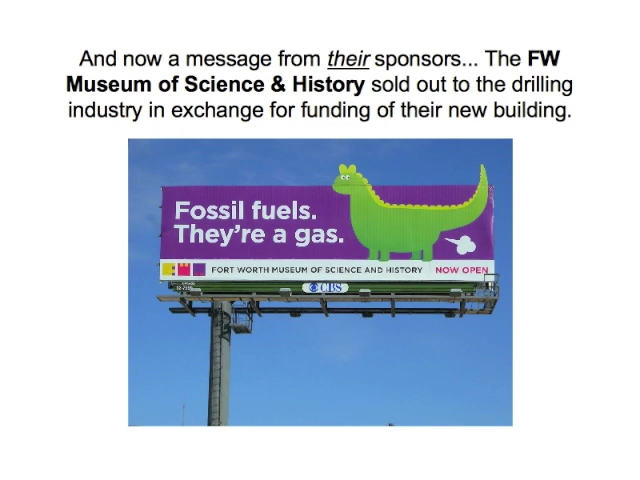 And now a message from their sponsors... The FW
Museum of Science & History sold out to the drilling
industry in exchange for funding of their new building.
Fossil fuels.
They're a gas.
FORT WORTH MUSEUM OF SCIENCE AND HISTORY NOW OPEN
CBS